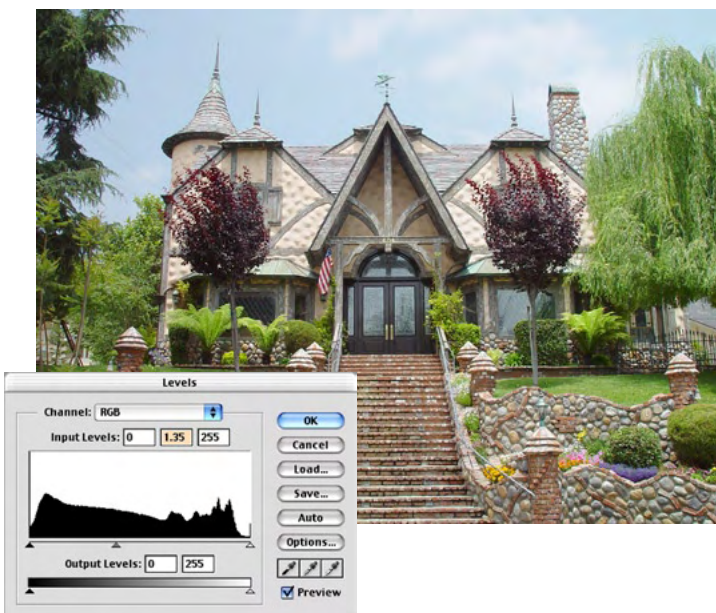 Levels
Channel: RGB
Input Levels: 0 1.35 255
OK
Cancel
Load...
Save...
Auto
Options...
Output Levels: 0 255
Preview